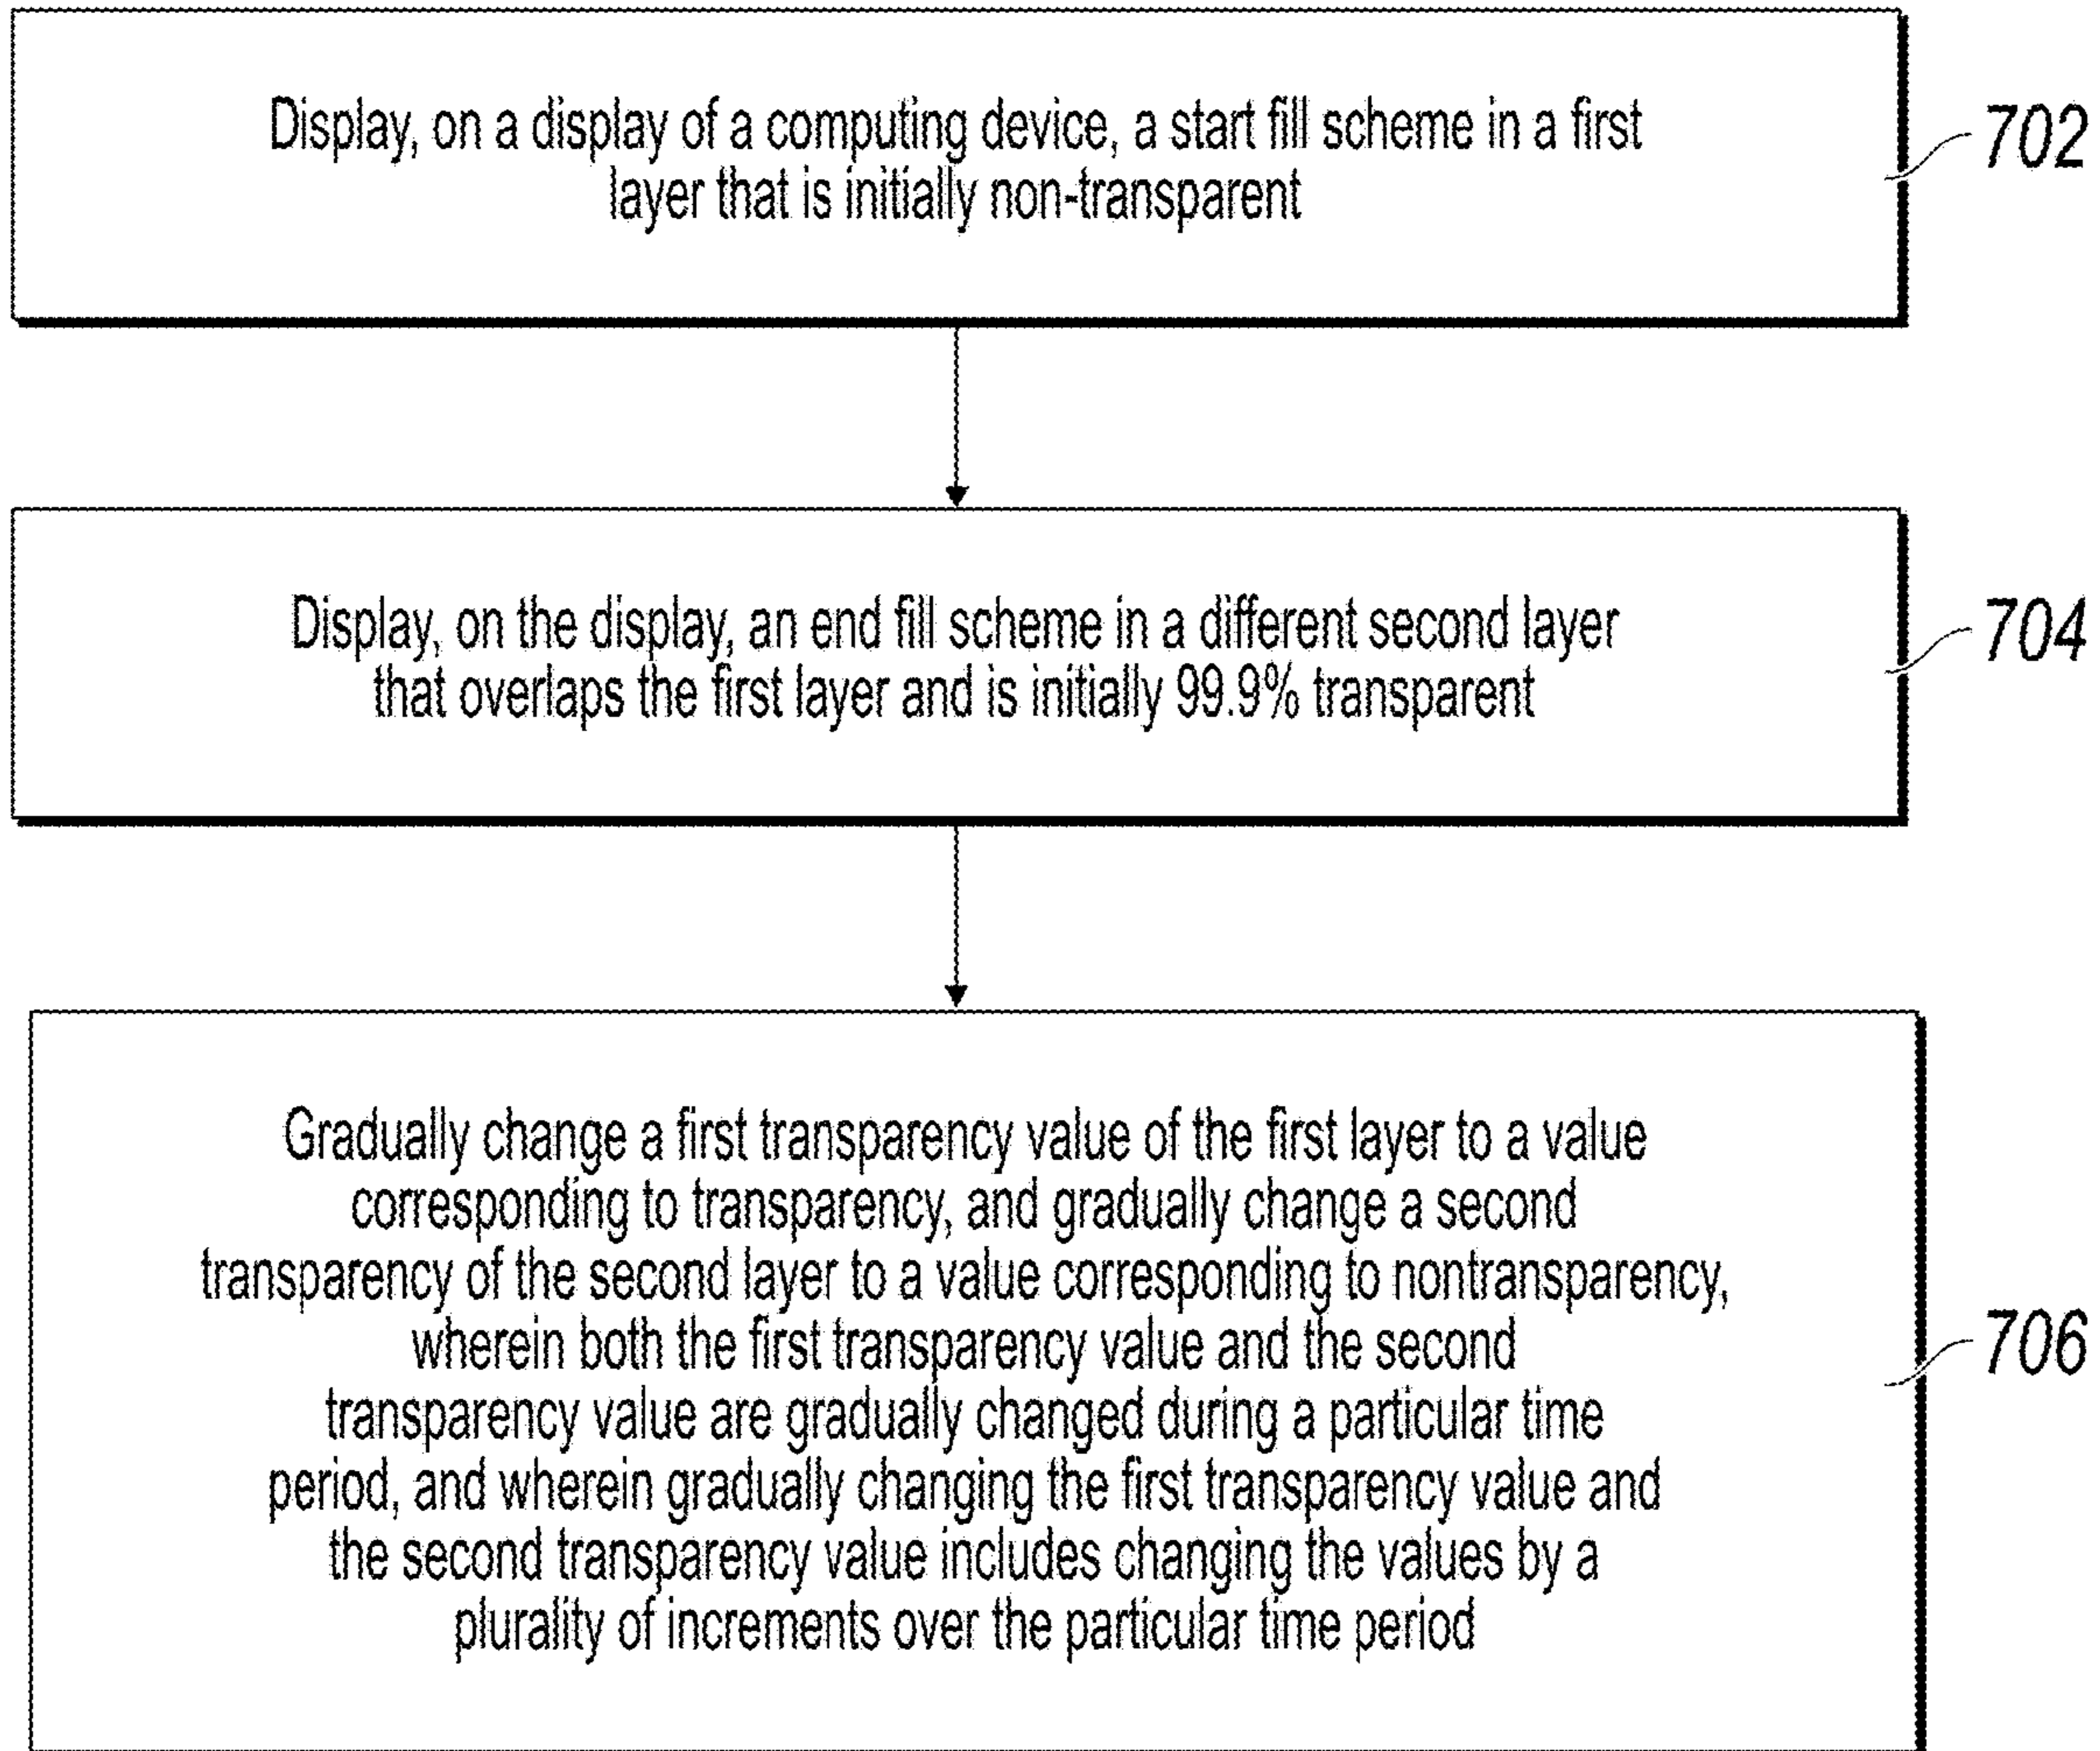 Display, on a display of a computing device, a start fill scheme in a first
layer that is initially non-transparent
702
Display, on the display, an end fill scheme in a different second layer
that overlaps the first layer and is initially 99.9% transparent
704
Gradually change a first transparency value of the first layer to a value
corresponding to transparency, and gradually change a second
transparency of the second layer to a value corresponding to nontransparency,
wherein both the first transparency value and the second
transparency value are gradually changed during a particular time
period, and wherein gradually changing the first transparency value and
the second transparency value includes changing the values by a
plurality of increments over the particular time period
706